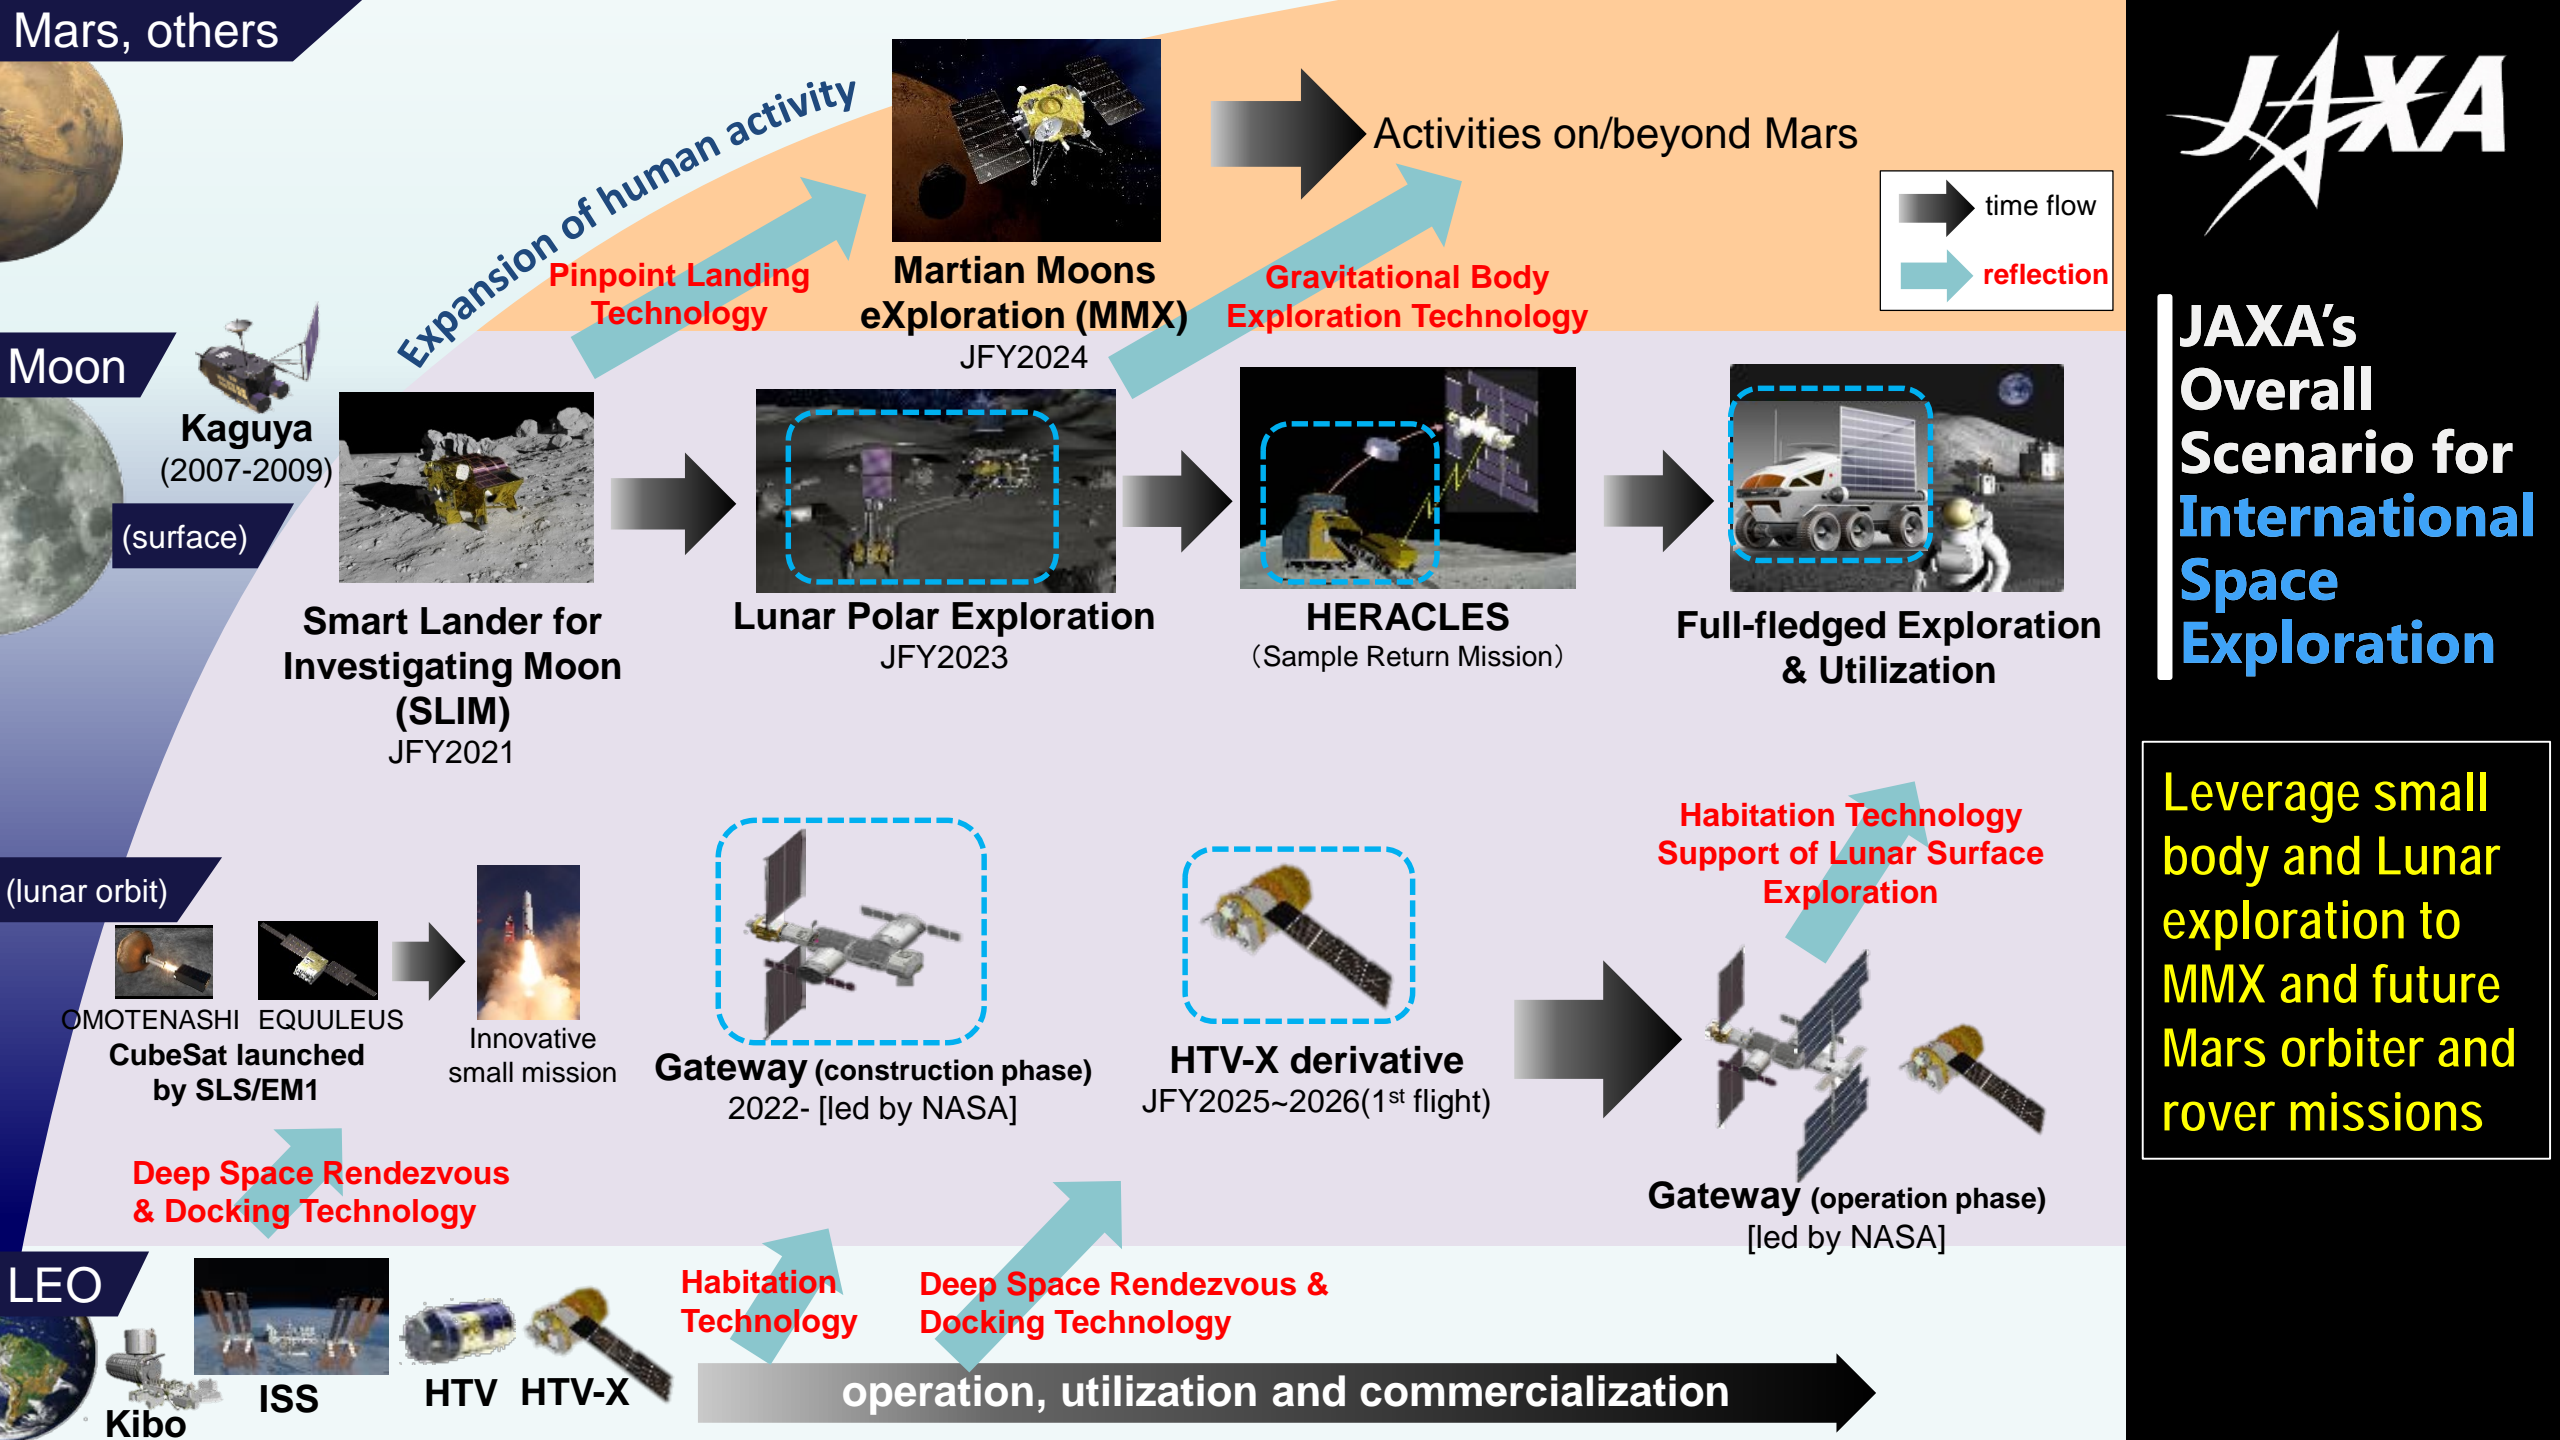 Mars, others
Expansion of human activity
Activities on/beyond Mars
time flow
reflection
Pinpoint Landing
Technology
Martian Moons
eXploration (MMX)
JFY2024
Gravitational Body
Exploration Technology
Moon
Kaguya
(2007-2009)
(surface)
Smart Lander for
Investigating Moon
(SLIM)
JFY2021
Lunar Polar Exploration
JFY2023
HERACLES
（Sample Return Mission）
Full-fledged Exploration
& Utilization
(lunar orbit)
OMOTENASHI
EQUULEUS
CubeSat launched
by SLS/EM1
Innovative
small mission
Gateway (construction phase)
2022- [led by NASA]
HTV-X derivative
JFY2025~2026(1st flight)
Habitation Technology
Support of Lunar Surface
Exploration
Gateway (operation phase)
[led by NASA]
Deep Space Rendezvous
& Docking Technology
LEO
Kibo
ISS
HTV
HTV-X
Habitation
Technology
Deep Space Rendezvous &
Docking Technology
operation, utilization and commercialization
JAXA
JAXA’s
Overall
Scenario for
International
Space
Exploration
Leverage small
body and Lunar
exploration to
MMX and future
Mars orbiter and
rover missions